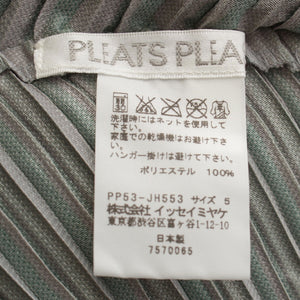 PLEATS PLEA
洗濯時にはネットを使用して
下さい。
家庭での乾燥機はお避け下
さい。
ハンガー掛けは避けて下さい
ポリエステル 100%
PP53-JH553 サイズ 5
株式会社 イッセイミヤケ
東京都渋谷区大山町1-12-10
日本製
7570065